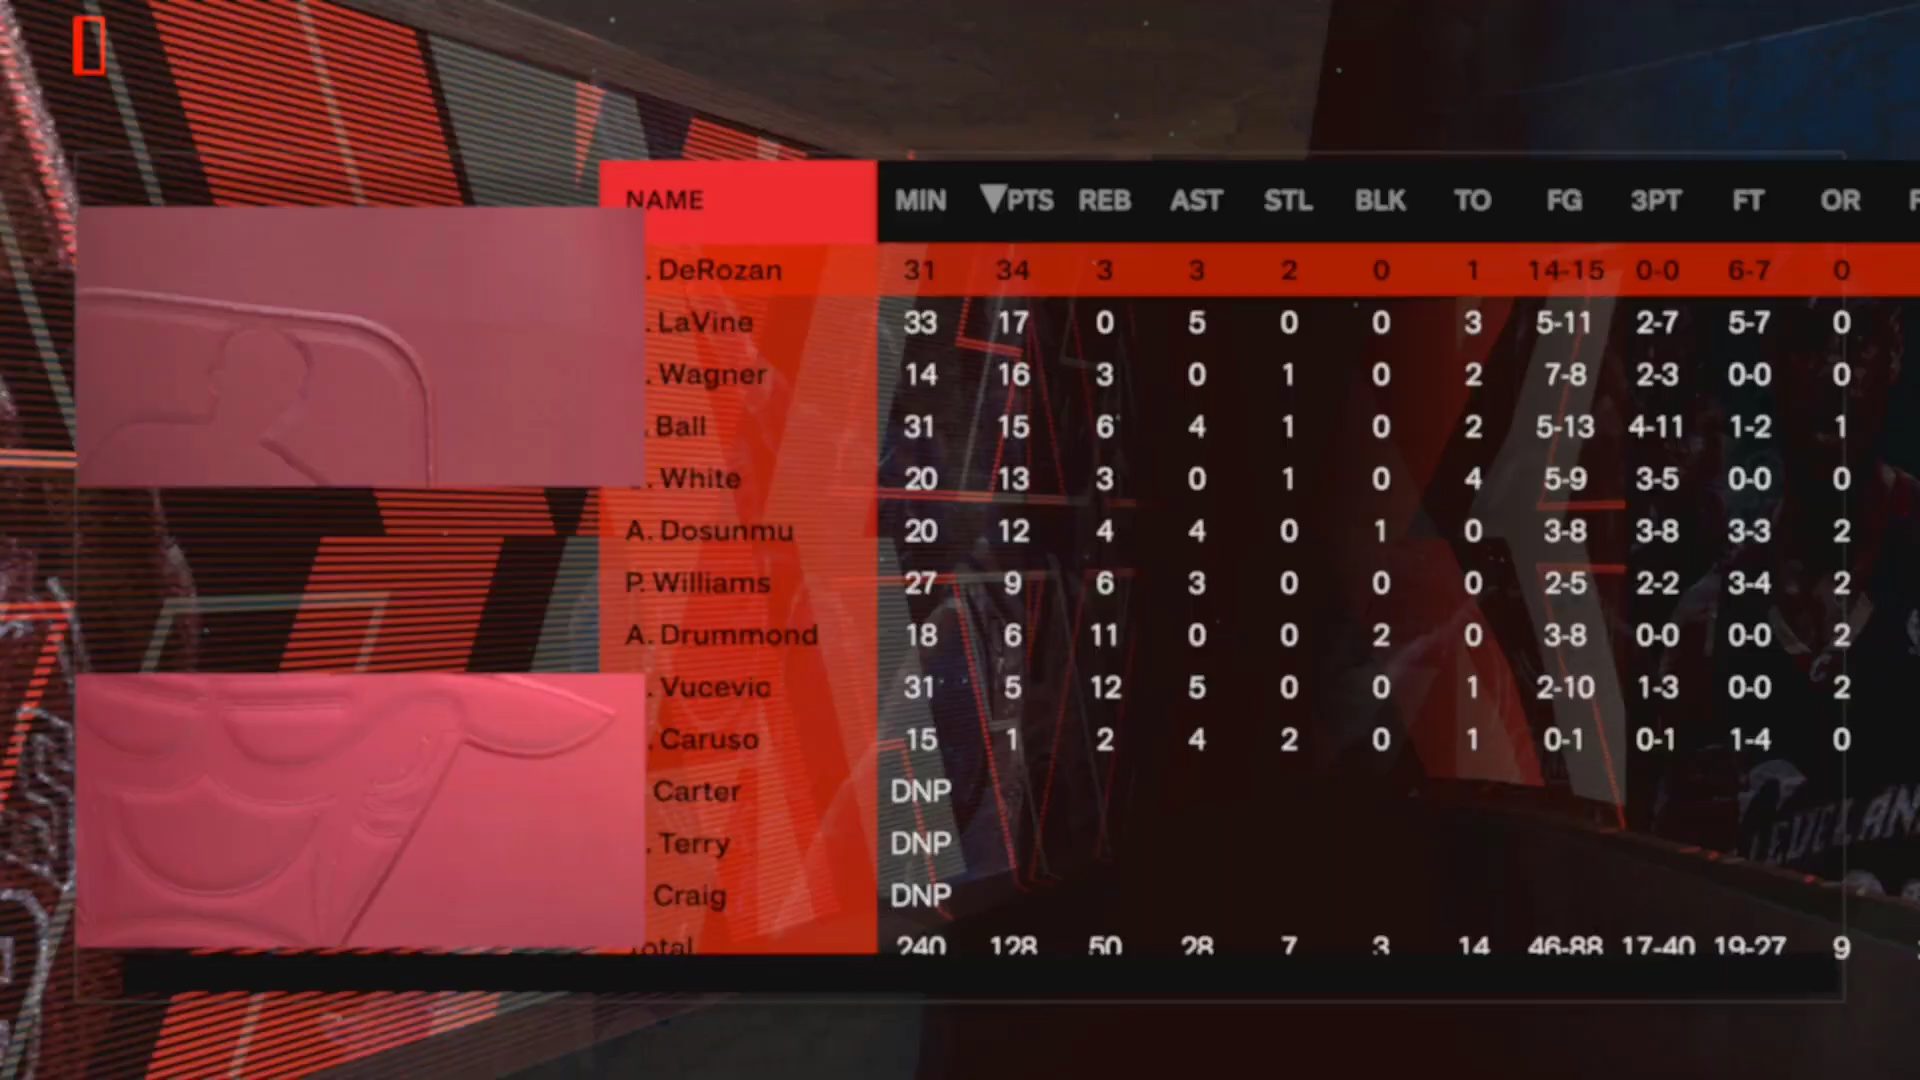 NAME MIN ▼PTS REB AST STL BLK TO FG 3PT FT OR F
. DeRozan 31 34 3 3 2 0 1 14-15 0-0 6-7 0
. LaVine 33 17 0 5 0 0 3 5-11 2-7 5-7 0
. Wagner 14 16 3 0 1 0 2 7-8 2-3 0-0 0
. Ball 31 15 6 4 1 0 2 5-13 4-11 1-2 1
. White 20 13 3 0 1 0 4 5-9 3-5 0-0 0
A. Dosunmu 20 12 4 4 0 1 0 3-8 3-8 3-3 2
P. Williams 27 9 6 3 0 0 0 2-5 2-2 3-4 2
A. Drummond 18 6 11 0 0 2 0 3-8 0-0 0-0 2
. Vucevic 31 5 12 5 0 0 1 2-10 1-3 0-0 2
. Caruso 15 1 2 4 2 0 1 0-1 0-1 1-4 0
Carter DNP
. Terry DNP
Craig DNP
Total 240 128 50 28 7 3 14 46-88 17-40 19-27 9